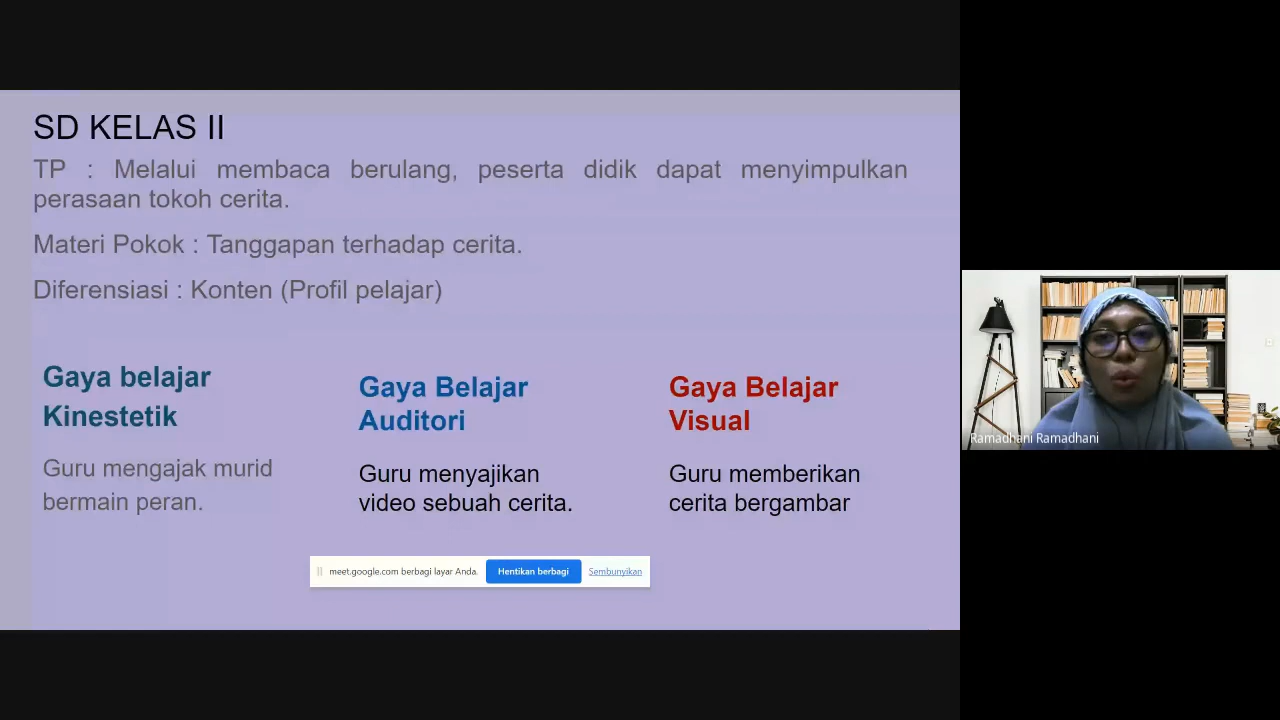 SD KELAS II
TP : Melalui membaca berulang, peserta didik dapat menyimpulkan
perasaan tokoh cerita.
Materi Pokok : Tanggapan terhadap cerita.
Diferensiasi : Konten (Profil pelajar)
Gaya belajar
Kinestetik
Guru mengajak murid
bermain peran.
Gaya Belajar
Auditori
Guru menyajikan
video sebuah cerita.
Gaya Belajar
Visual
Guru memberikan
cerita bergambar
meet.google.com berbagi layar Anda.
Hentikan berbagi
Sembunyikan
Ramadhani Ramadhani